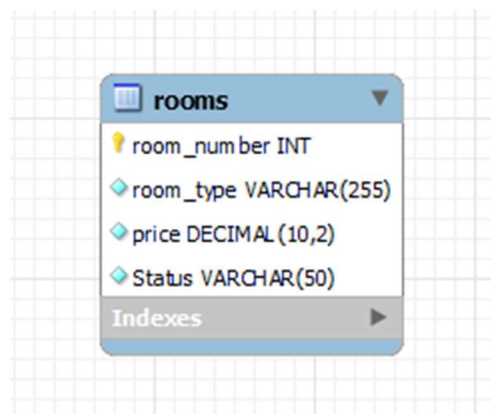 rooms
room_number INT
room_type VARCHAR(255)
price DECIMAL(10,2)
Status VARCHAR(50)
Indexes